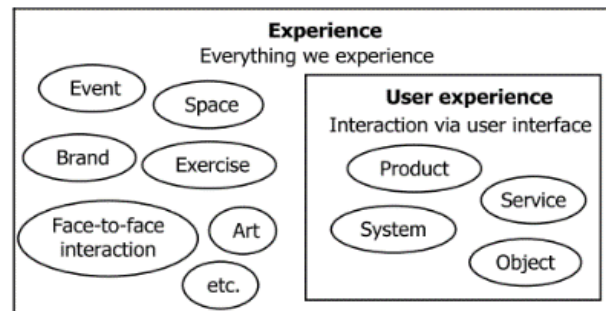 Experience
Everything we experience
Event
Space
Brand
Exercise
Face-to-face
interaction
Art
etc.
User experience
Interaction via user interface
Product
Service
System
Object